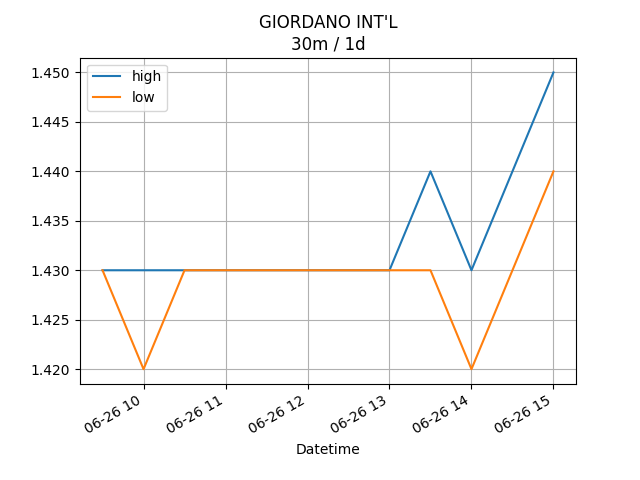 GIORDANO INT'L
30m / 1d
high
low
1.450
1.445
1.440
1.435
1.430
1.425
1.420
06-26 10
06-26 11
06-26 12
06-26 13
06-26 14
06-26 15
Datetime